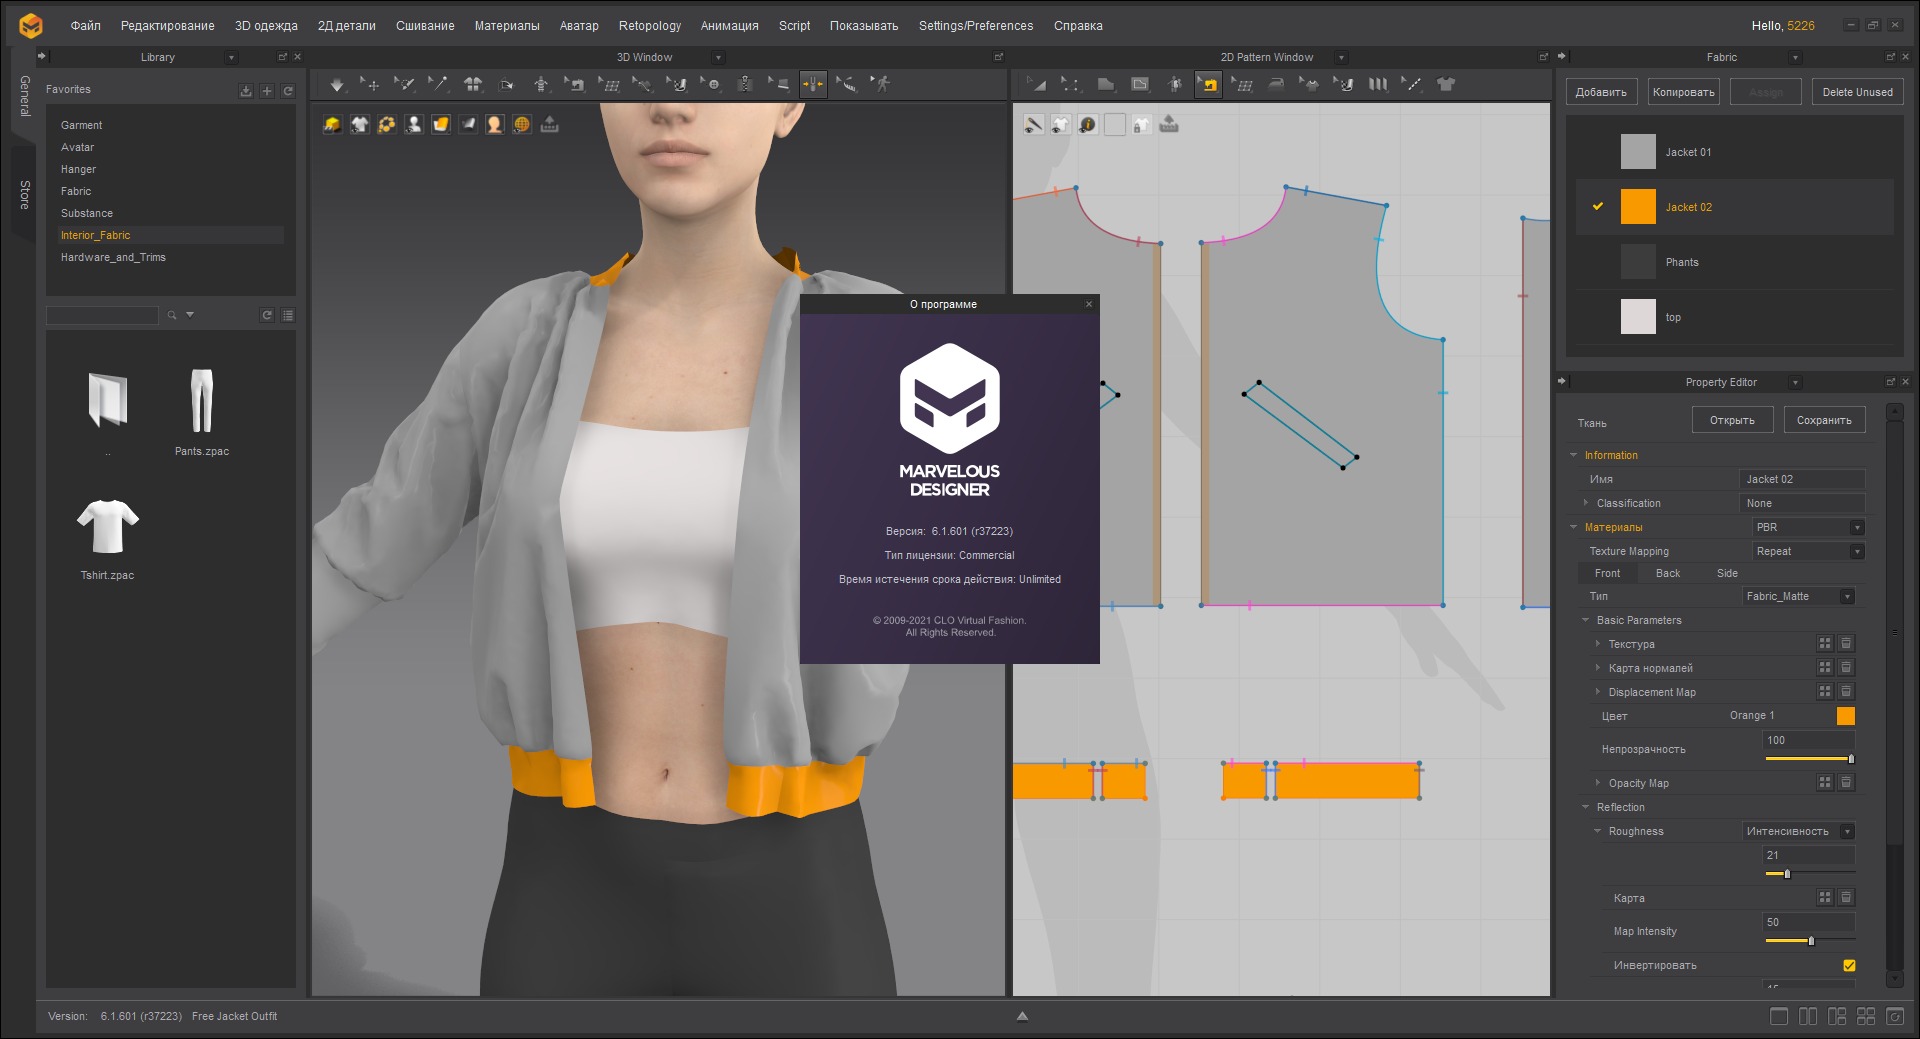 Файл Редактирование 3D одежда 2Д детали Сшивание Материалы Аватар Retopology Анимация Script Показывать Settings/Preferences Справка Hello, 5226
Library 3D Window 2D Pattern Window Fabric
General
Store
Favorites
Garment
Avatar
Hanger
Fabric
Substance
Interior_Fabric
Hardware_and_Trims
..
Pants.zpac
Tshirt.zpac
О программе
MARVELOUS
DESIGNER
Версия: 6.1.601 (r37223)
Тип лицензии: Commercial
Время истечения срока действия: Unlimited
© 2009-2021 CLO Virtual Fashion.
All Rights Reserved.
Добавить Копировать Assign Delete Unused
Jacket 01
Jacket 02
Phants
top
Property Editor
Ткань Открыть Сохранить
Information
Имя Jacket 02
Classification None
Материалы PBR
Texture Mapping Repeat
Front Back Side
Тип Fabric_Matte
Basic Parameters
Текстура
Карта нормалей
Displacement Map
Цвет Orange 1
Непрозрачность 100
Opacity Map
Reflection
Roughness Интенсивность
21
Карта
Map Intensity 50
Инвертировать
Version: 6.1.601 (r37223) Free Jacket Outfit